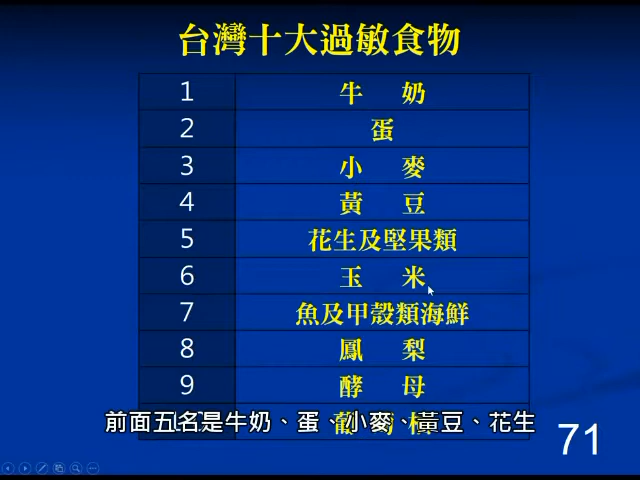 台灣十大過敏食物
1 牛 奶
2 蛋
3 小 麥
4 黃 豆
5 花生及堅果類
6 玉 米
7 魚及甲殼類海鮮
8 鳳 梨
9 酵 母
前面五名是牛奶、蛋、小麥、黃豆、花生
71